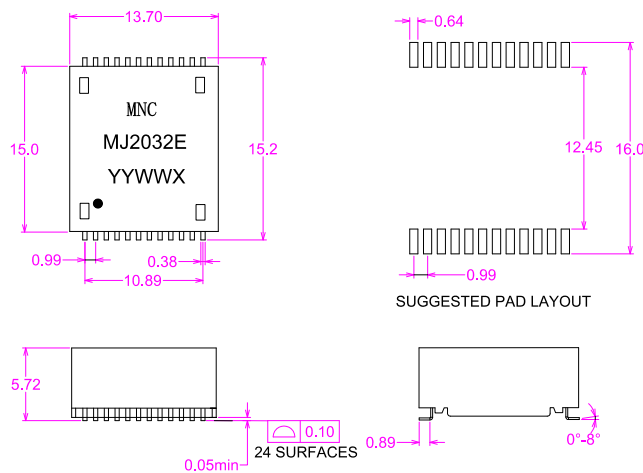 13.70
0.64
MNC
MJ2032E
YYWWX
15.0
15.2
12.45
16.0
0.99
0.38
10.89
0.99
SUGGESTED PAD LAYOUT
5.72
0.10
24 SURFACES
0.05min
0.89
0°-8°